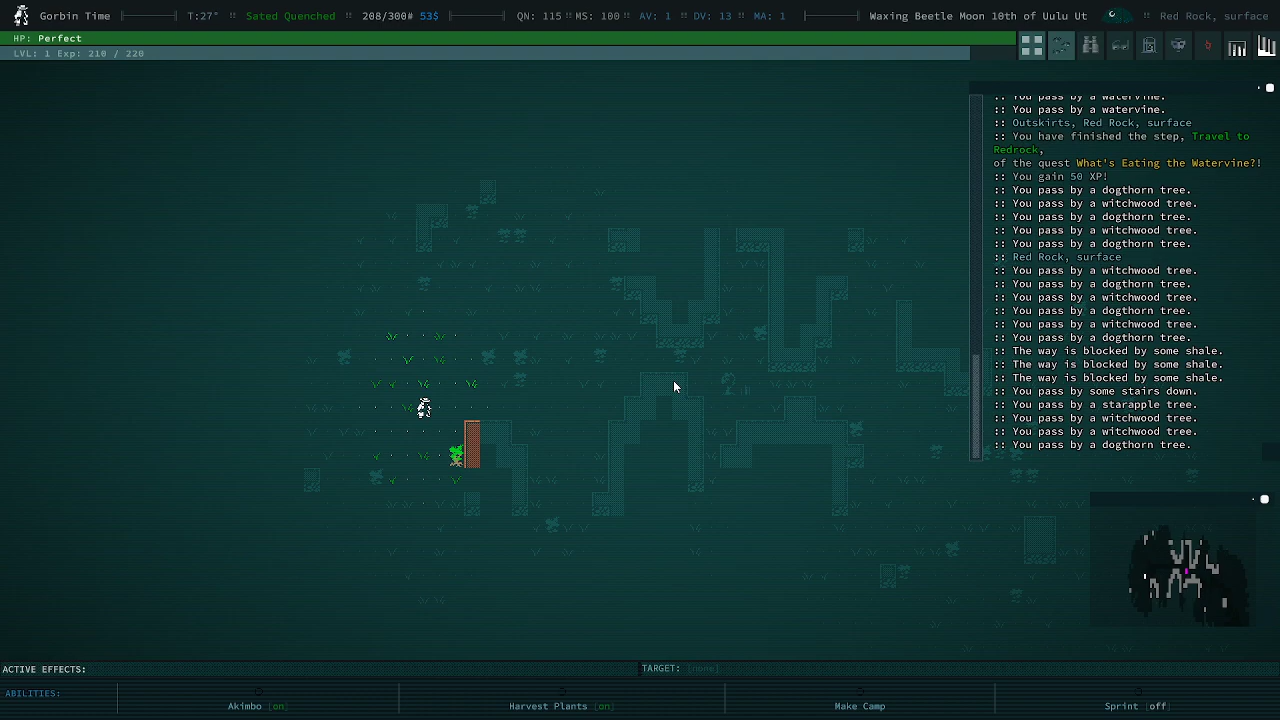 Gorbin Time T:27° Sated Quenched 208/300# 53$ QN: 115 MS: 100 AV: 1 DV: 13 MA: 1 Waxing Beetle Moon 10th of Uulu Ut Red Rock, surface
HP: Perfect
LVL: 1 Exp: 210 / 220
:: You pass by a watervine.
:: You pass by a watervine.
:: Outskirts, Red Rock, surface
:: You have finished the step, Travel to
Redrock,
of the quest What's Eating the Watervine?!
:: You gain 50 XP!
:: You pass by a dogthorn tree.
:: You pass by a witchwood tree.
:: You pass by a dogthorn tree.
:: You pass by a witchwood tree.
:: You pass by a dogthorn tree.
:: Red Rock, surface
:: You pass by a witchwood tree.
:: You pass by a dogthorn tree.
:: You pass by a witchwood tree.
:: You pass by a dogthorn tree.
:: You pass by a witchwood tree.
:: You pass by a dogthorn tree.
:: The way is blocked by some shale.
:: The way is blocked by some shale.
:: The way is blocked by some shale.
:: You pass by some stairs down.
:: You pass by a starapple tree.
:: You pass by a witchwood tree.
:: You pass by a witchwood tree.
:: You pass by a dogthorn tree.
ACTIVE EFFECTS: TARGET: [none]
ABILITIES: Akimbo [on] Harvest Plants [on] Make Camp Sprint [off]